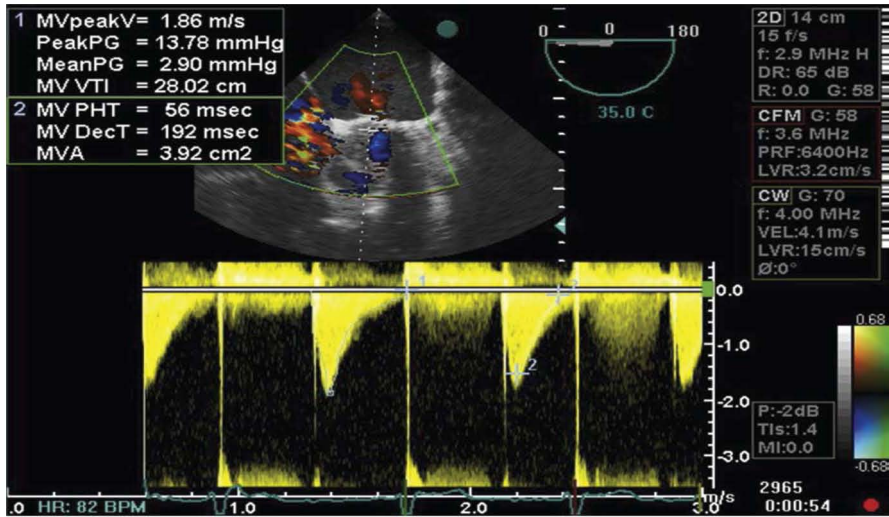 1 MVpeakV= 1.86 m/s
PeakPG = 13.78 mmHg
MeanPG = 2.90 mmHg
MV VTI = 28.02 cm
2 MV PHT = 56 msec
MV DecT = 192 msec
MVA = 3.92 cm2
0 0 180
35.0 C
2D 14 cm
15 f/s
f: 2.9 MHz H
DR: 65 dB
R: 0.0 G: 58
CFM G: 58
f: 3.6 MHz
PRF:6400Hz
LVR:3.2cm/s
CW G: 70
f: 4.00 MHz
VEL:4.1m/s
LVR:15cm/s
Ø:0°
1
2
2
0.0
-1.0
-2.0
-3.0
m/s
0.68
-0.68
P:-2dB
TIs:1.4
MI:0.0
.0 HR: 82 BPM 1.0 2.0 3.0
2965
0:00:54